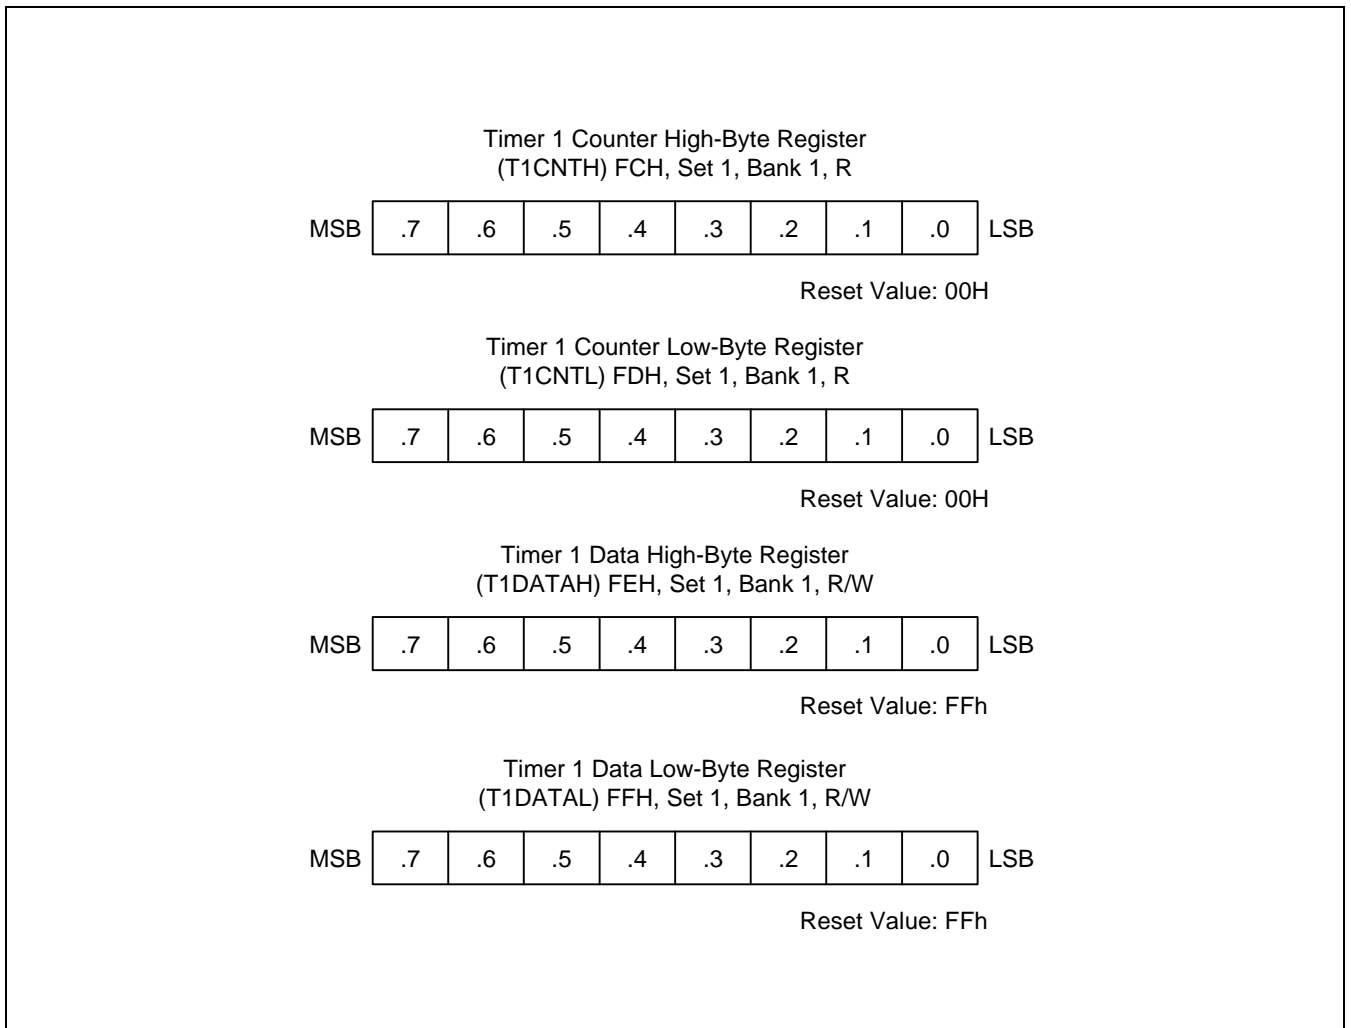 Timer 1 Counter High-Byte Register
(T1CNTH) FCH, Set 1, Bank 1, R
MSB .7 .6 .5 .4 .3 .2 .1 .0 LSB
Reset Value: 00H
Timer 1 Counter Low-Byte Register
(T1CNTL) FDH, Set 1, Bank 1, R
MSB .7 .6 .5 .4 .3 .2 .1 .0 LSB
Reset Value: 00H
Timer 1 Data High-Byte Register
(T1DATAH) FEH, Set 1, Bank 1, R/W
MSB .7 .6 .5 .4 .3 .2 .1 .0 LSB
Reset Value: FFh
Timer 1 Data Low-Byte Register
(T1DATAL) FFH, Set 1, Bank 1, R/W
MSB .7 .6 .5 .4 .3 .2 .1 .0 LSB
Reset Value: FFh